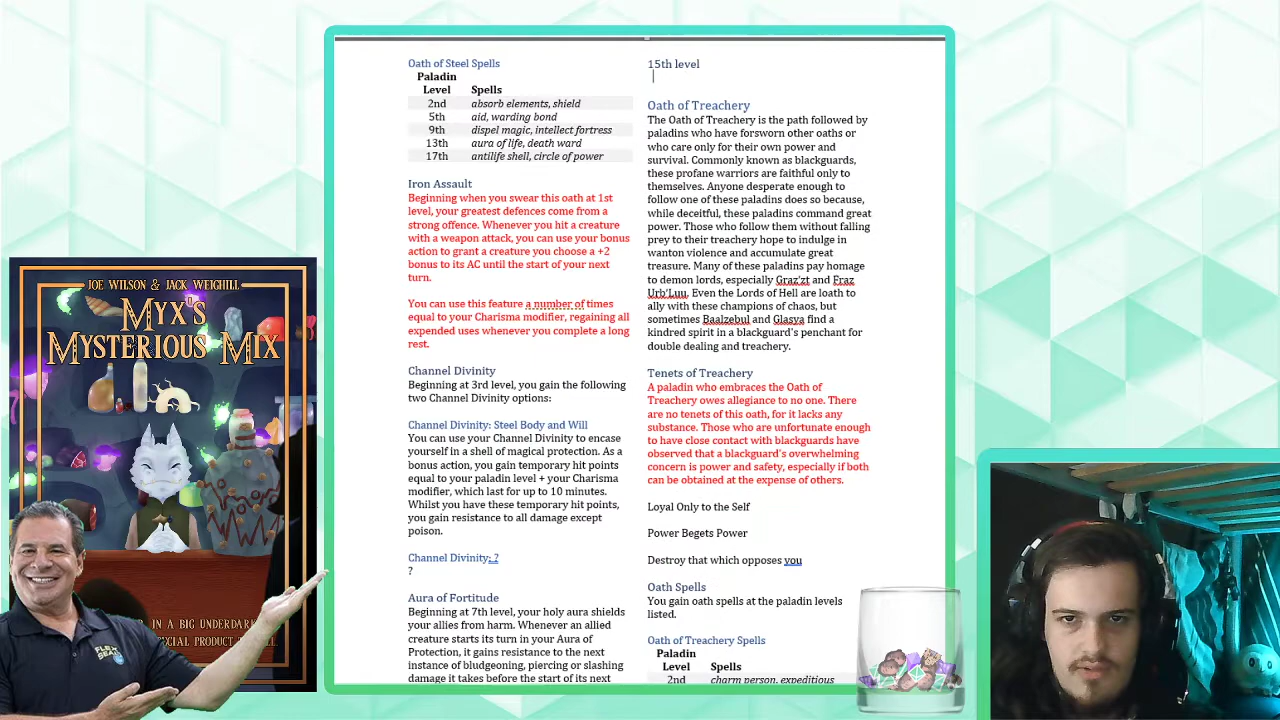 Oath of Steel Spells
Paladin
Level Spells
2nd absorb elements, shield
5th aid, warding bond
9th dispel magic, intellect fortress
13th aura of life, death ward
17th antilife shell, circle of power
Iron Assault
Beginning when you swear this oath at 1st
level, your greatest defences come from a
strong offence. Whenever you hit a creature
with a weapon attack, you can use your bonus
action to grant a creature you choose a +2
bonus to its AC until the start of your next
turn.
You can use this feature a number of times
equal to your Charisma modifier, regaining all
expended uses whenever you complete a long
rest.
Channel Divinity
Beginning at 3rd level, you gain the following
two Channel Divinity options:
Channel Divinity: Steel Body and Will
You can use your Channel Divinity to encase
yourself in a shell of magical protection. As a
bonus action, you gain temporary hit points
equal to your paladin level + your Charisma
modifier, which last for up to 10 minutes.
Whilst you have these temporary hit points,
you gain resistance to all damage except
poison.
Channel Divinity: ?
?
Aura of Fortitude
Beginning at 7th level, your holy aura shields
your allies from harm. Whenever an allied
creature starts its turn in your Aura of
Protection, it gains resistance to the next
instance of bludgeoning, piercing or slashing
damage it takes before the start of its next
15th level
Oath of Treachery
The Oath of Treachery is the path followed by
paladins who have forsworn other oaths or
who care only for their own power and
survival. Commonly known as blackguards,
these profane warriors are faithful only to
themselves. Anyone desperate enough to
follow one of these paladins does so because,
while deceitful, these paladins command great
power. Those who follow them without falling
prey to their treachery hope to indulge in
wanton violence and accumulate great
treasure. Many of these paladins pay homage
to demon lords, especially Graz'zt and Fraz
Urb'Luu. Even the Lords of Hell are loath to
ally with these champions of chaos, but
sometimes Baalzebul and Glasya find a
kindred spirit in a blackguard's penchant for
double dealing and treachery.
Tenets of Treachery
A paladin who embraces the Oath of
Treachery owes allegiance to no one. There
are no tenets of this oath, for it lacks any
substance. Those who are unfortunate enough
to have close contact with blackguards have
observed that a blackguard's overwhelming
concern is power and safety, especially if both
can be obtained at the expense of others.
Loyal Only to the Self
Power Begets Power
Destroy that which opposes you
Oath Spells
You gain oath spells at the paladin levels
listed.
Oath of Treachery Spells
Paladin
Level Spells
2nd charm person, expeditious
JOE WILSON & JACK WEIGHILL
MYX'S
MYSTERIOUS MIX
IN A BIG UNDERDARK
SPECIAL PRODUCT
FLEX
SEAL